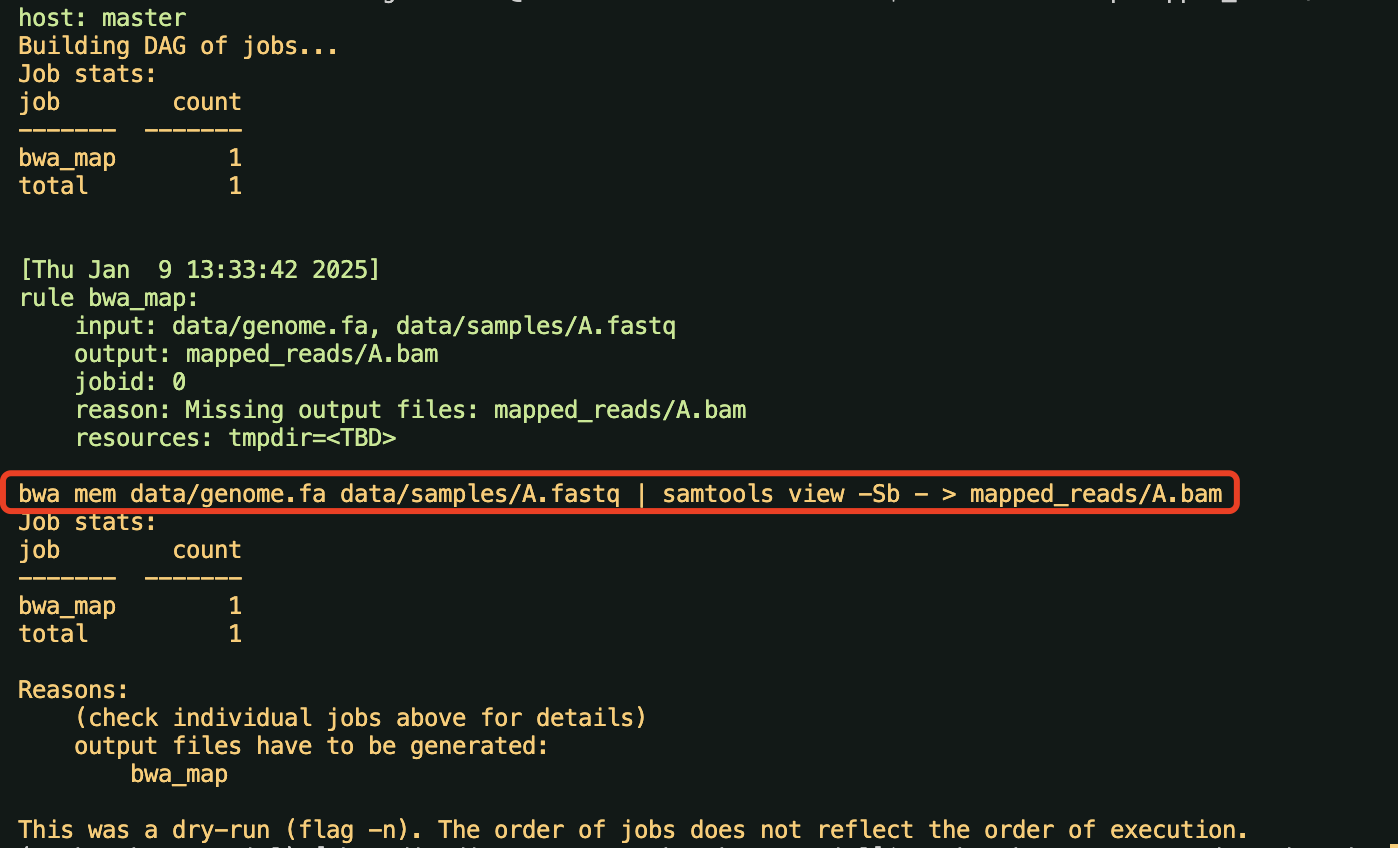 host: master
Building DAG of jobs...
Job stats:
job        count
-------  -------
bwa_map        1
total          1
[Thu Jan  9 13:33:42 2025]
rule bwa_map:
    input: data/genome.fa, data/samples/A.fastq
    output: mapped_reads/A.bam
    jobid: 0
    reason: Missing output files: mapped_reads/A.bam
    resources: tmpdir=<TBD>
bwa mem data/genome.fa data/samples/A.fastq | samtools view -Sb - > mapped_reads/A.bam
Job stats:
job        count
-------  -------
bwa_map        1
total          1
Reasons:
    (check individual jobs above for details)
    output files have to be generated:
        bwa_map
This was a dry-run (flag -n). The order of jobs does not reflect the order of execution.